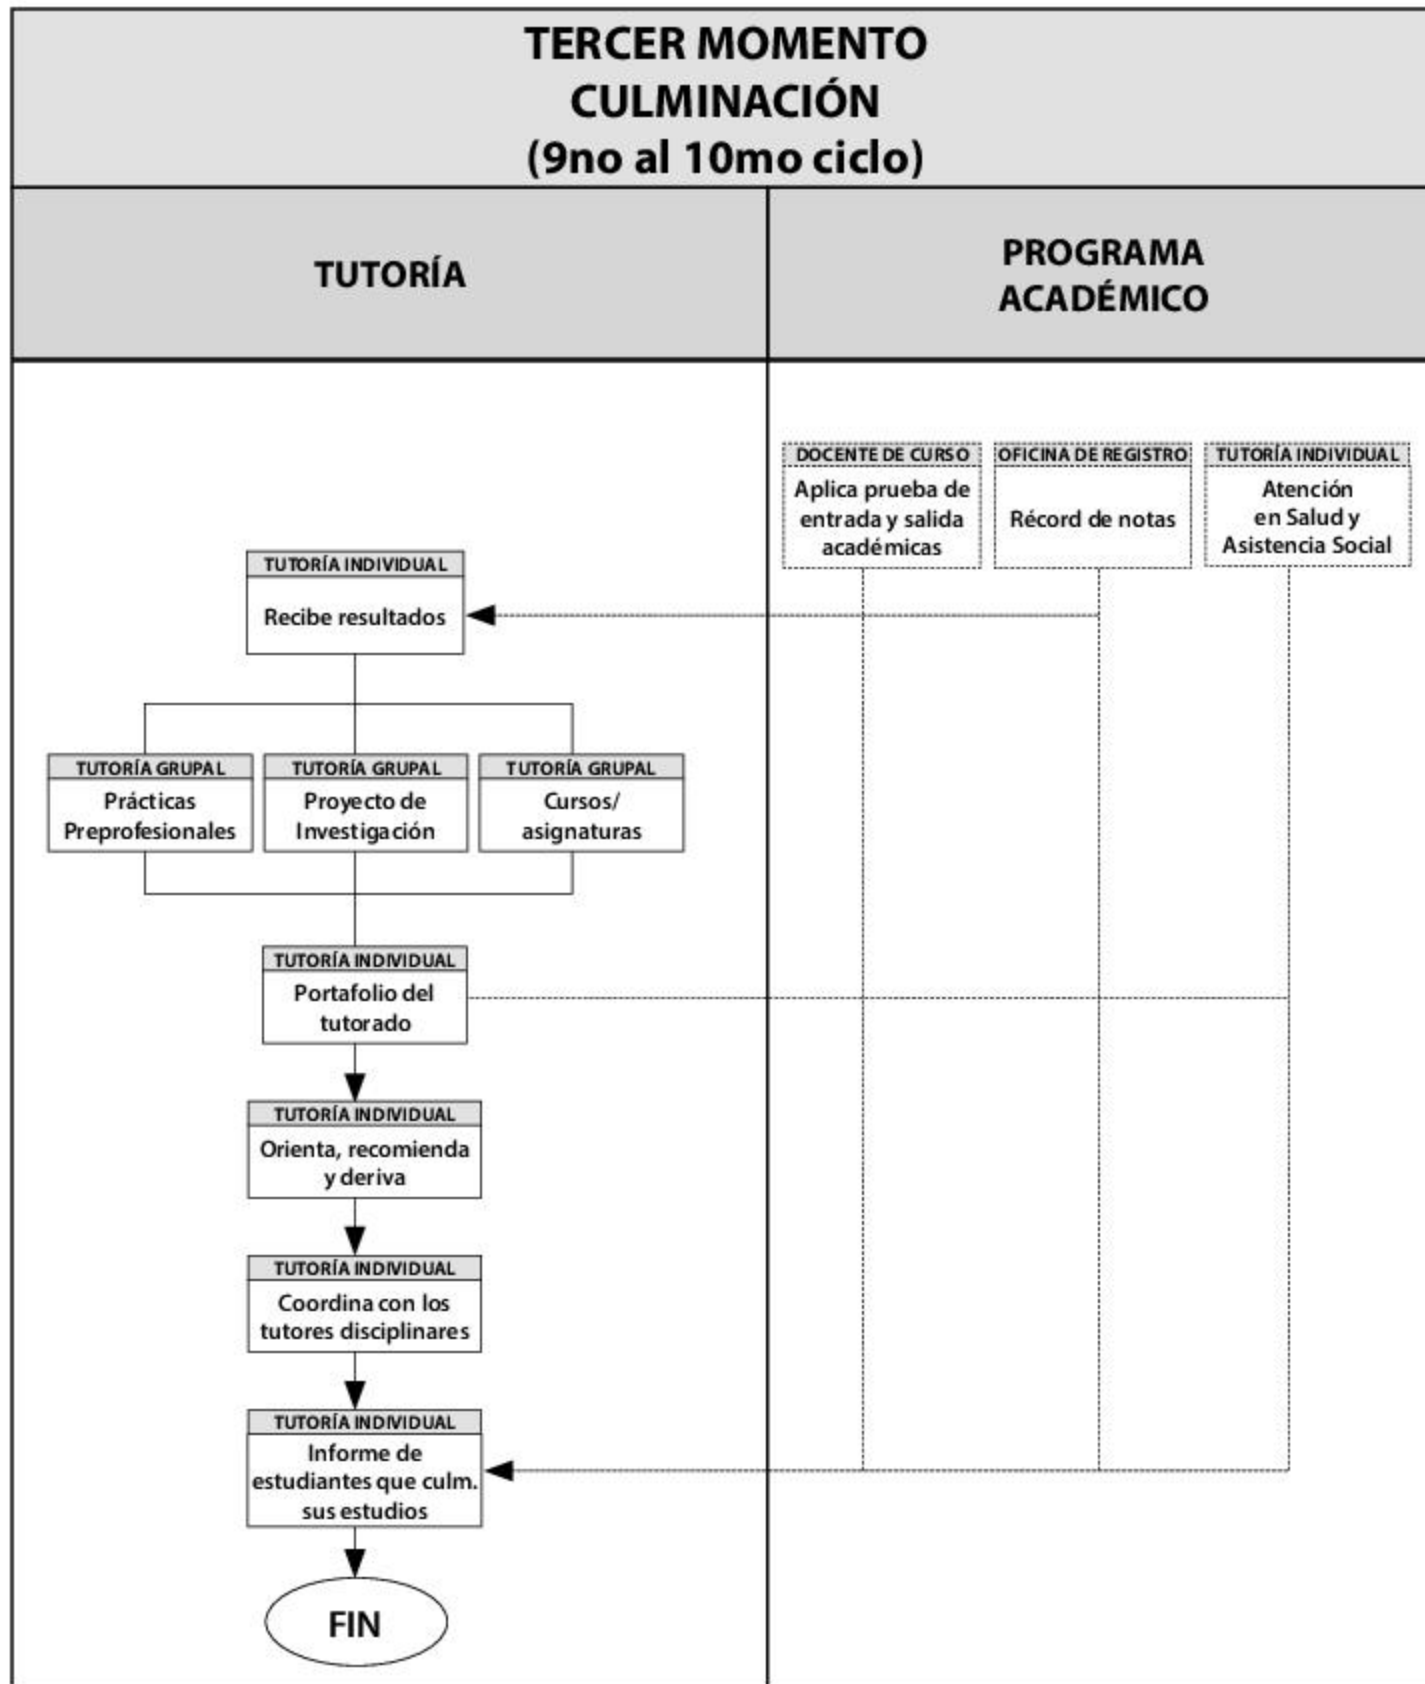 TERCER MOMENTO
CULMINACIÓN
(9no al 10mo ciclo)
TUTORÍA
PROGRAMA
ACADÉMICO
DOCENTE DE CURSO
Aplica prueba de
entrada y salida
académicas
OFICINA DE REGISTRO
Récord de notas
TUTORÍA INDIVIDUAL
Atención
en Salud y
Asistencia Social
TUTORÍA INDIVIDUAL
Recibe resultados
TUTORÍA GRUPAL
Prácticas
Preprofesionales
TUTORÍA GRUPAL
Proyecto de
Investigación
TUTORÍA GRUPAL
Cursos/
asignaturas
TUTORÍA INDIVIDUAL
Portafolio del
tutorado
TUTORÍA INDIVIDUAL
Orienta, recomienda
y deriva
TUTORÍA INDIVIDUAL
Coordina con los
tutores disciplinares
TUTORÍA INDIVIDUAL
Informe de
estudiantes que culm.
sus estudios
FIN